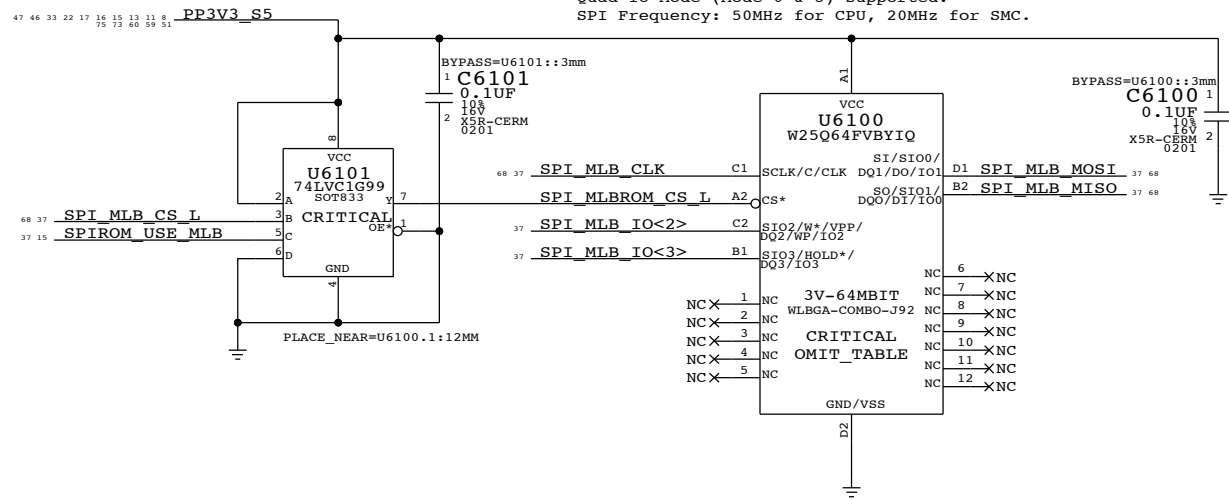 Quad-IO Mode (Mode 0 & 3) supported.
SPI Frequency: 50MHz for CPU, 20MHz for SMC.
47 46 33 22 17 16 15 13 11 8
75 73 60 59 51
PP3V3_S5
BYPASS=U6101::3mm
1
C6101
0.1UF
10%
16V
2
X5R-CERM
0201
8
VCC
U6101
74LVC1G99
SOT833
2 A
Y 7
68 37 SPI_MLB_CS_L 3 B
CRITICAL
37 15 SPIROM_USE_MLB 5 C
OE* 1
6 D
GND
4
PLACE_NEAR=U6100.1:12MM
A1
VCC
U6100
W25Q64FVBYIQ
68 37 SPI_MLB_CLK C1 SCLK/C/CLK
SPI_MLBROM_CS_L A2 CS*
37 SPI_MLB_IO<2> C2 SIO2/W*/VPP/
DQ2/WP/IO2
37 SPI_MLB_IO<3> B1 SIO3/HOLD*/
DQ3/IO3
SI/SIO0/
DQ1/DO/IO1 D1 SPI_MLB_MOSI 37 68
SO/SIO1/
DQO/DI/IO0 B2 SPI_MLB_MISO 37 68
3V-64MBIT
WLBGA-COMBO-J92
CRITICAL
OMIT_TABLE
NC 1 NC
NC 2 NC
NC 3 NC
NC 4 NC
NC 5 NC
NC 6 NC
NC 7 NC
NC 8 NC
NC 9 NC
NC 10 NC
NC 11 NC
NC 12 NC
GND/VSS
D2
BYPASS=U6100::3mm
C6100 1
0.1UF
10%
16V
X5R-CERM 2
0201